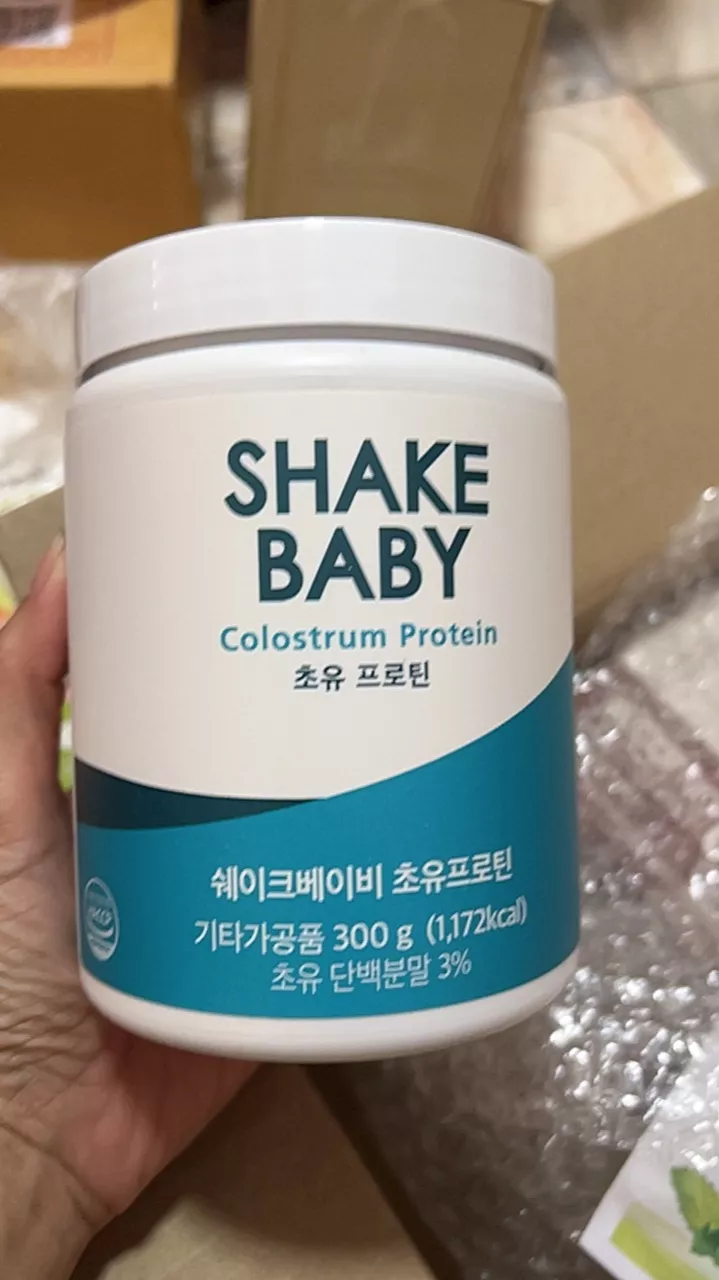 SHAKE
BABY
Colostrum Protein
초유 프로틴
쉐이크베이비 초유프로틴
기타가공품 300 g (1,172kcal)
초유 단백분말 3%
HACCP